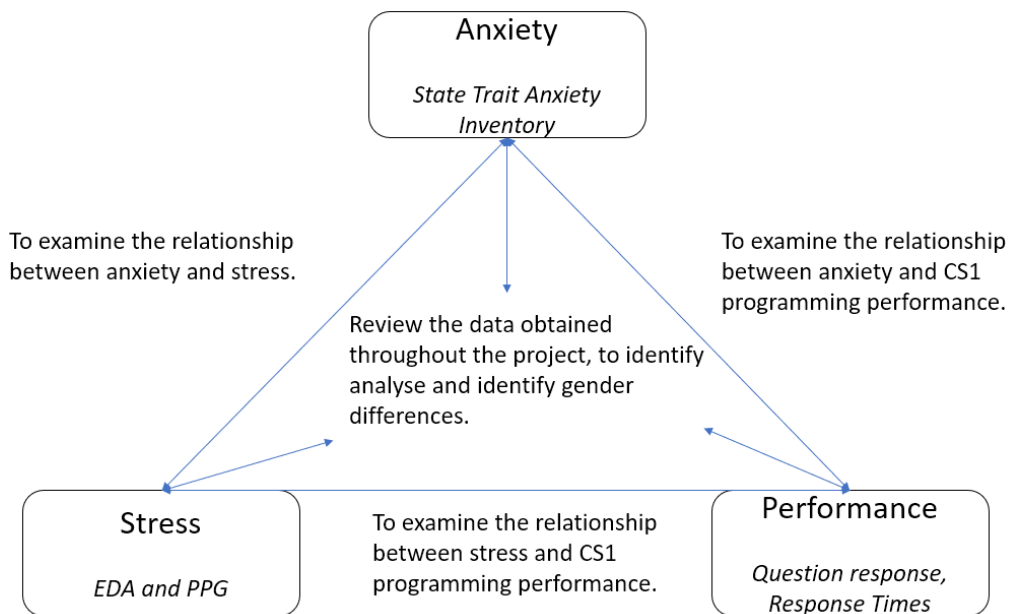 Anxiety
State Trait Anxiety
Inventory
To examine the relationship
between anxiety and stress.
To examine the relationship
between anxiety and CS1
programming performance.
Review the data obtained
throughout the project, to identify
analyse and identify gender
differences.
Stress
EDA and PPG
To examine the relationship
between stress and CS1
programming performance.
Performance
Question response,
Response Times